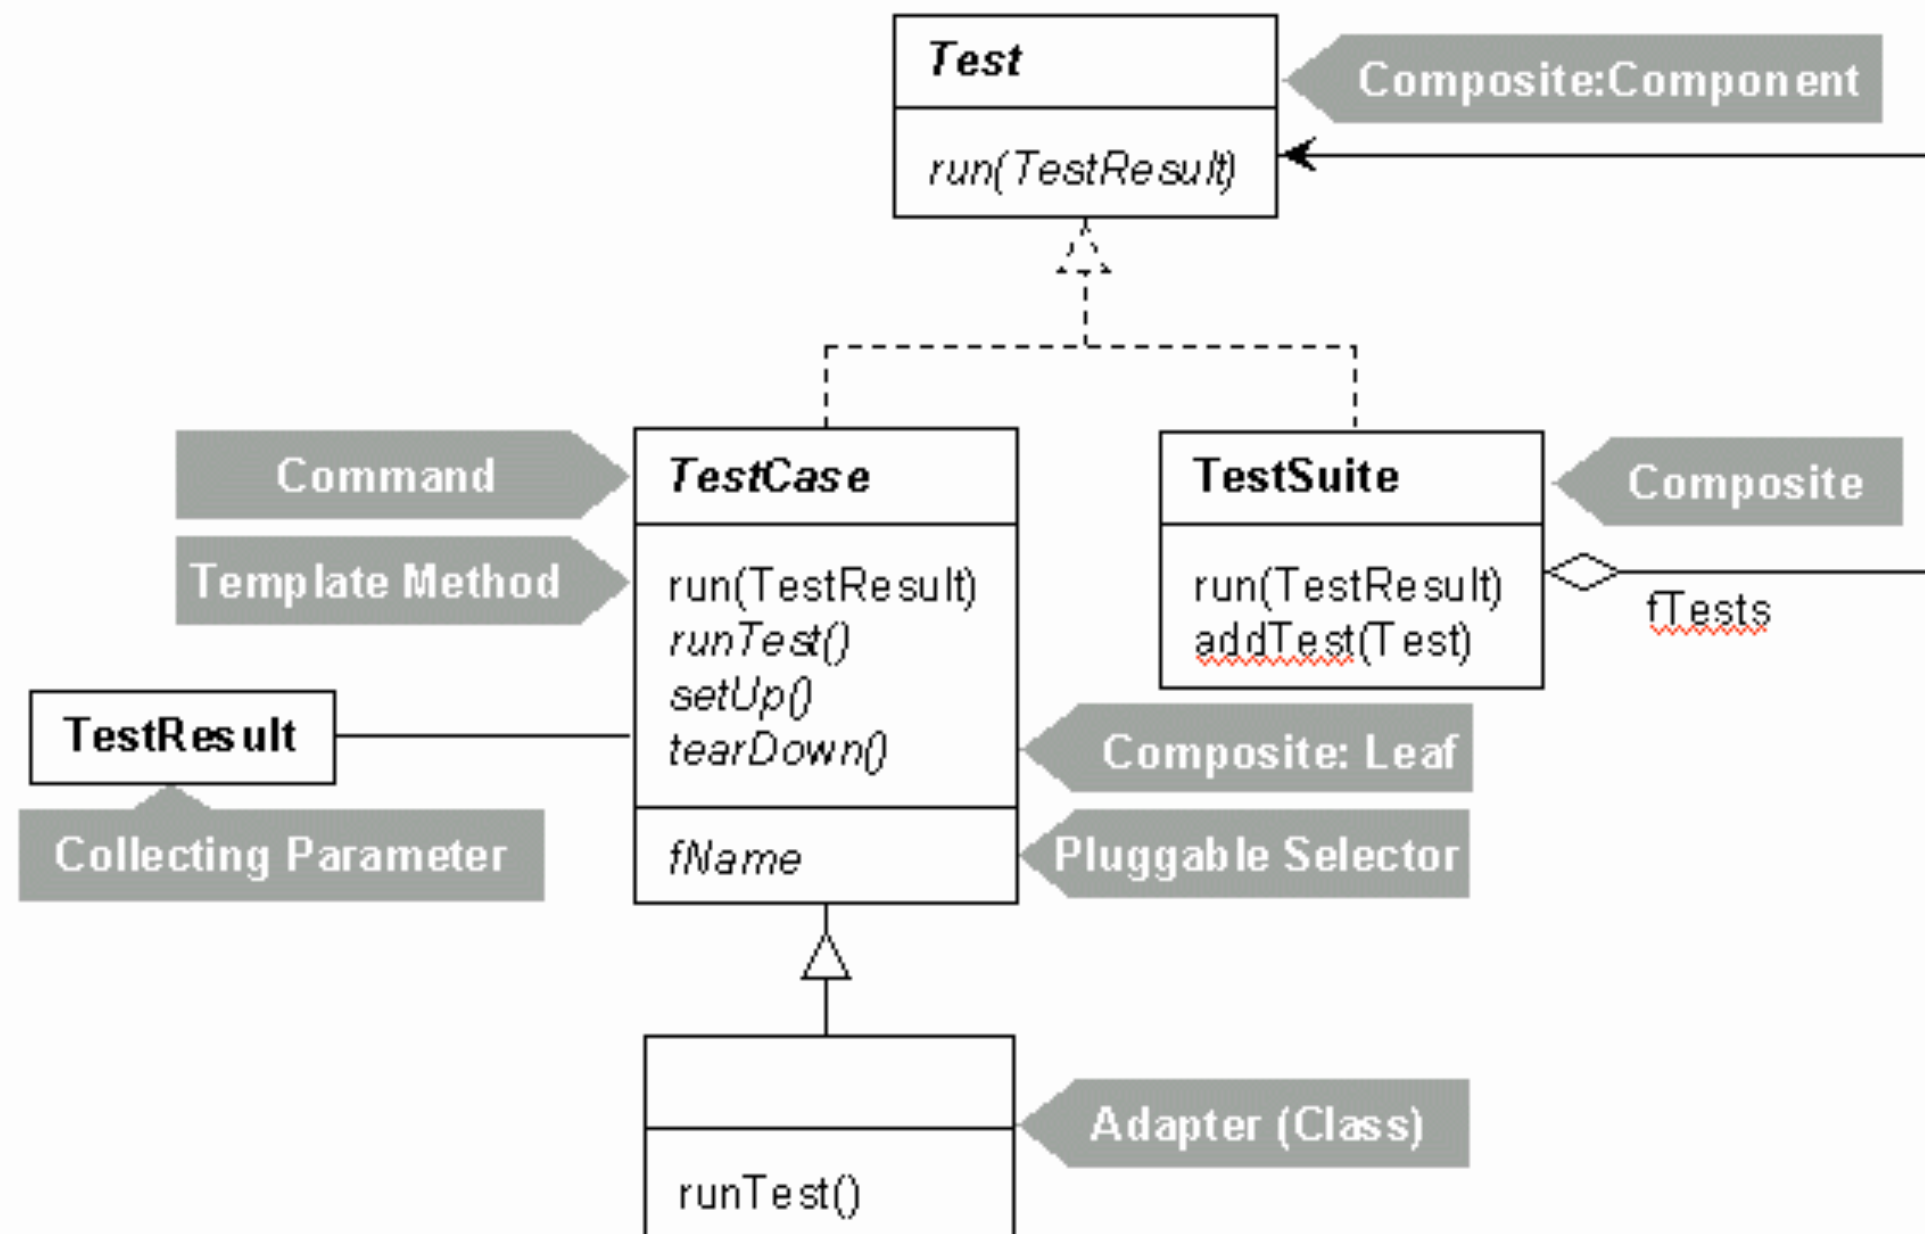 Test
Composite:Component
run(TestResult)
Command
TestCase
TestSuite
Composite
Template Method
run(TestResult)
runTest()
setUp()
tearDown()
run(TestResult)
addTest(Test)
fTests
TestResult
Composite: Leaf
Collecting Parameter
fName
Pluggable Selector
Adapter (Class)
runTest()